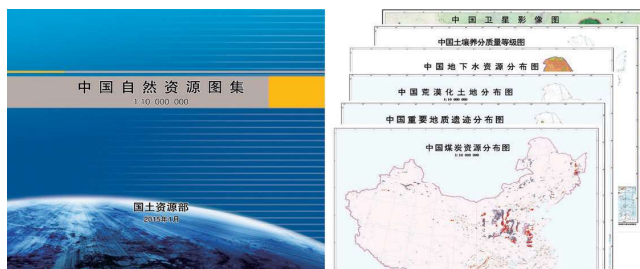 中国自然资源图集
1:10 000 000
国土资源部
2015年1月
中国卫星影像图
中国土壤养分质量等级图
中国地下水资源分布图
中国荒漠化土地分布图
中国重要地质遗迹分布图
中国煤炭资源分布图
1:10 000 000